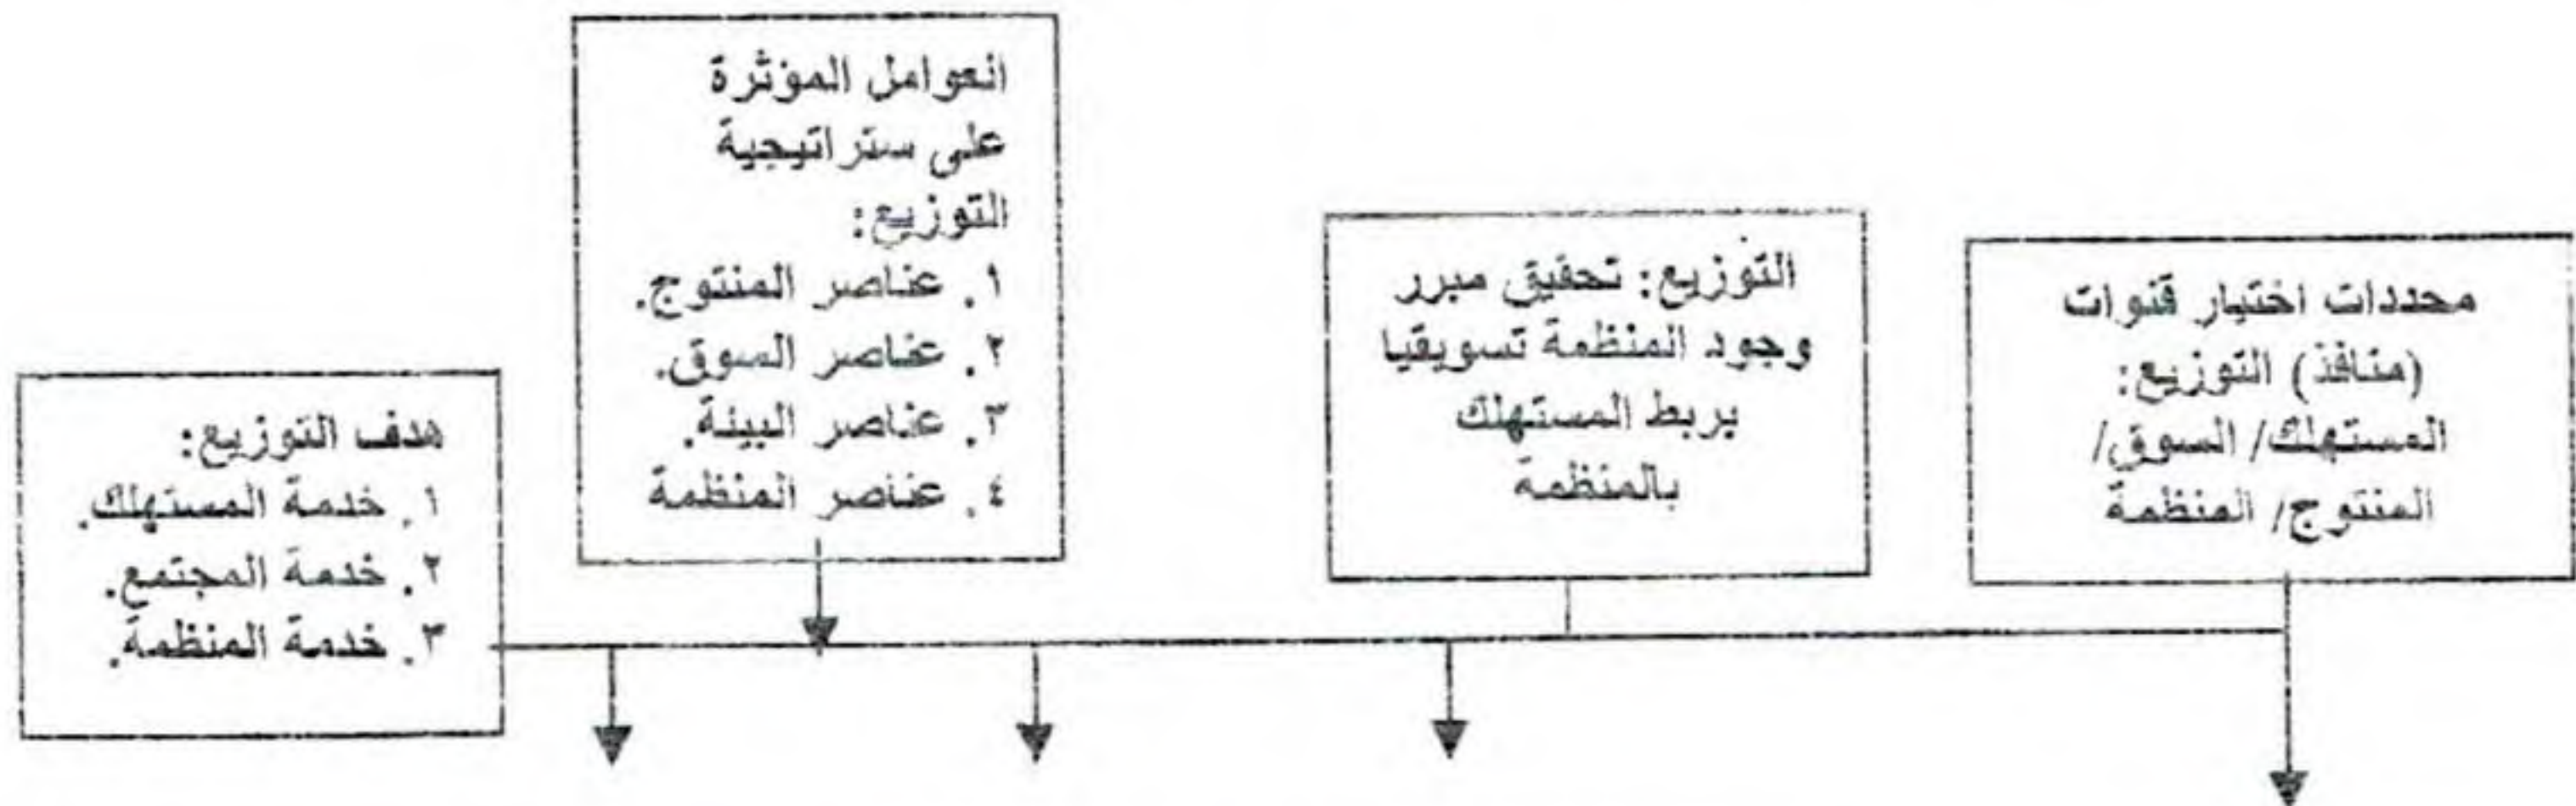 محددات اختيار قنوات
(منافذ) التوزيع:
المستهلك/ السوق/
المنتوج/ المنظمة
التوزيع: تحقيق مبرر
وجود المنظمة تسويقيا
يربط المستهلك
بالمنظمة
العوامل المؤثرة
على ستراتيجية
التوزيع:
١. عناصر المنتوج.
٢. عناصر السوق.
٣. عناصر البيئة.
٤. عناصر المنظمة
هدف التوزيع:
١. خدمة المستهلك.
٢. خدمة المجتمع.
٣. خدمة المنظمة.